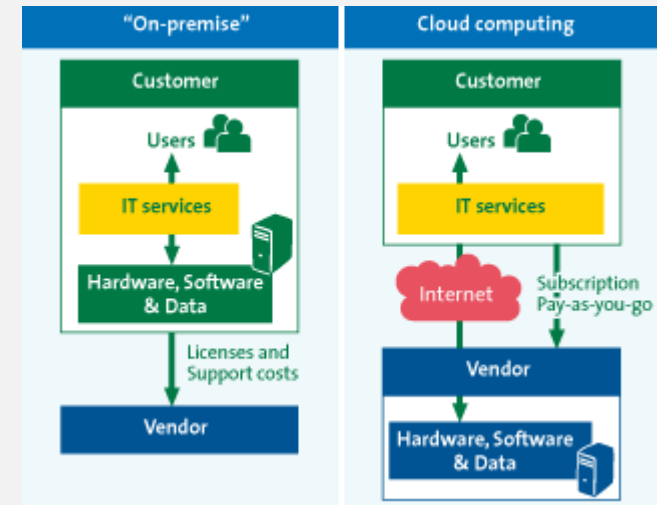 “On-premise”
Customer
Users
IT services
Hardware, Software
& Data
Licenses and
Support costs
Vendor
Cloud computing
Customer
Users
IT services
Internet
Subscription
Pay-as-you-go
Vendor
Hardware, Software
& Data